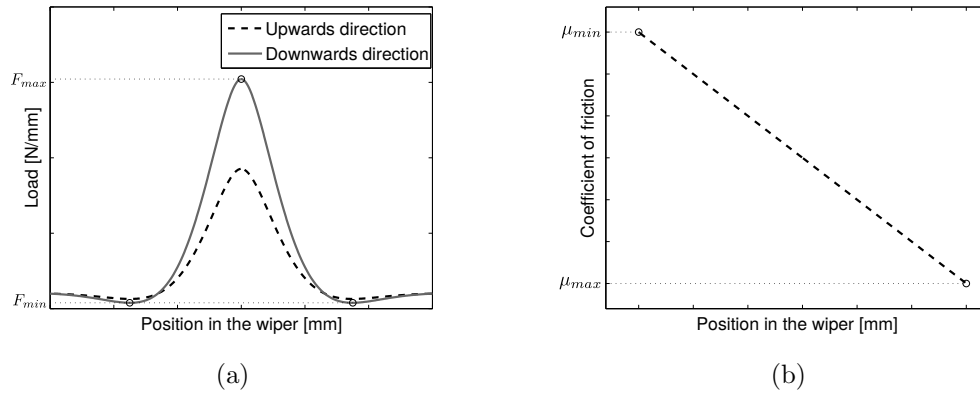 Upwards direction
Downwards direction
F_max
Load [N/mm]
F_min
Position in the wiper [mm]
(a)
μ_min
Coefficient of friction
μ_max
Position in the wiper [mm]
(b)